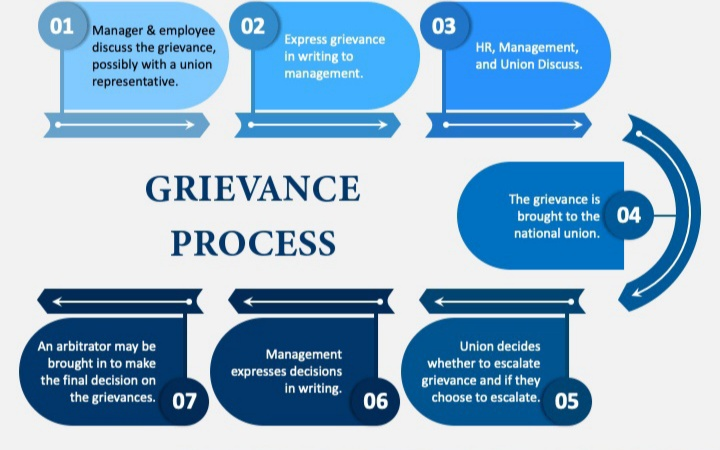 01
Manager & employee
discuss the grievance,
possibly with a union
representative.
02
Express grievance
in writing to
management.
03
HR, Management,
and Union Discuss.
GRIEVANCE
PROCESS
The grievance is
brought to the
national union.
04
Union decides
whether to escalate
grievance and if they
choose to escalate.
05
Management
expresses decisions
in writing.
06
An arbitrator may be
brought in to make
the final decision on
the grievances.
07